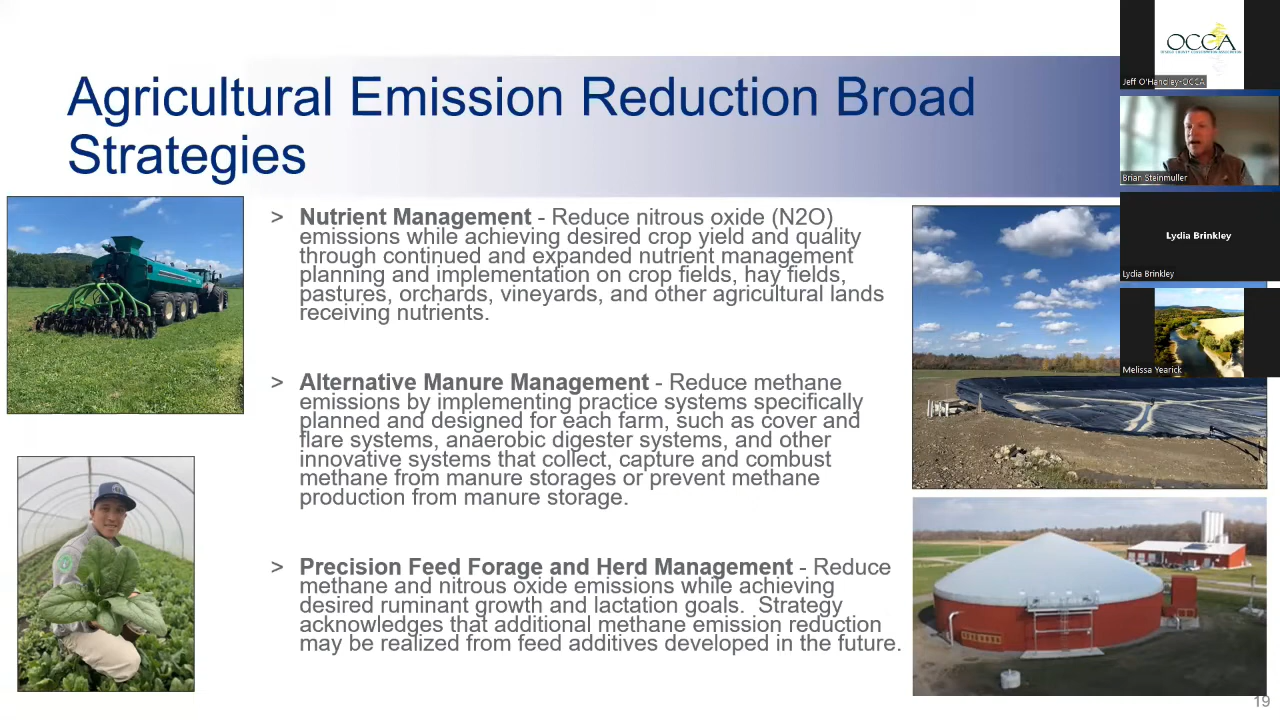 Agricultural Emission Reduction Broad
Strategies
> Nutrient Management - Reduce nitrous oxide (N2O)
emissions while achieving desired crop yield and quality
through continued and expanded nutrient management
planning and implementation on crop fields, hay fields,
pastures, orchards, vineyards, and other agricultural lands
receiving nutrients.
> Alternative Manure Management - Reduce methane
emissions by implementing practice systems specifically
planned and designed for each farm, such as cover and
flare systems, anaerobic digester systems, and other
innovative systems that collect, capture and combust
methane from manure storages or prevent methane
production from manure storage.
> Precision Feed Forage and Herd Management - Reduce
methane and nitrous oxide emissions while achieving
desired ruminant growth and lactation goals.  Strategy
acknowledges that additional methane emission reduction
may be realized from feed additives developed in the future.
OCCA
Jeff O'Handley-OCCA
Brian Steinmuller
Lydia Brinkley
Lydia Brinkley
Melissa Yearick
19